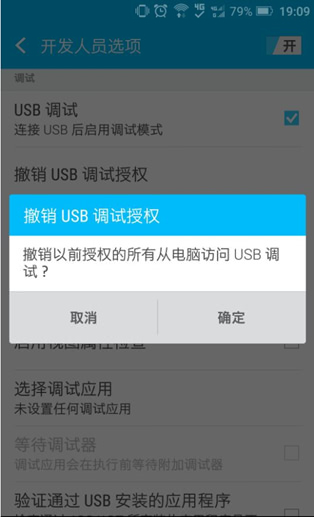 4G 79% 19:09
开发人员选项 开
调试
USB 调试
连接 USB 后启用调试模式
撤销 USB 调试授权
撤销 USB 调试授权
撤销以前授权的所有从电脑访问 USB 调
试？
取消 确定
启用视图属性检查
选择调试应用
未设置任何调试应用
等待调试器
调试应用会在执行前等待附加调试器
验证通过 USB 安装的应用程序